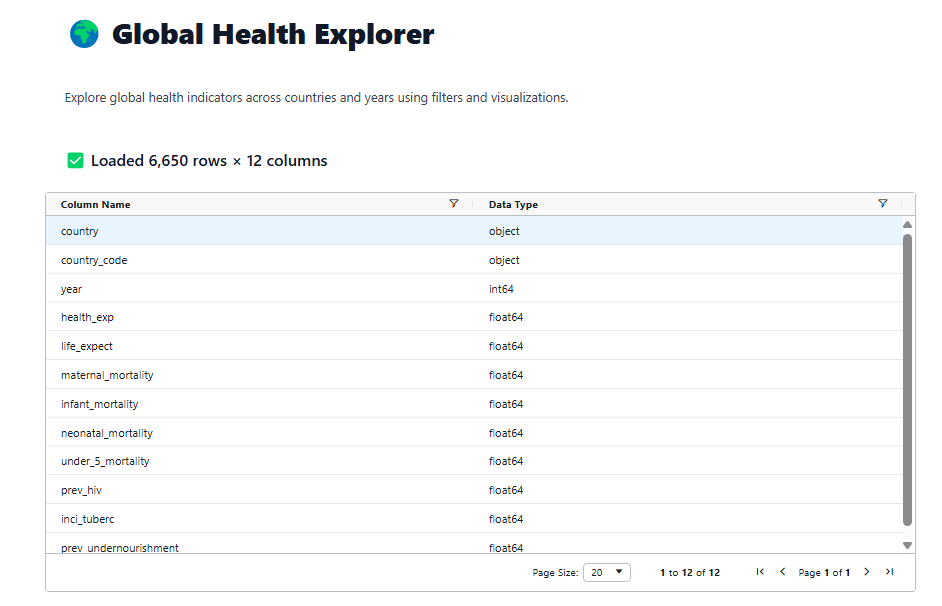 Global Health Explorer
Explore global health indicators across countries and years using filters and visualizations.
Loaded 6,650 rows × 12 columns
Column Name Data Type
country object
country_code object
year int64
health_exp float64
life_expect float64
maternal_mortality float64
infant_mortality float64
neonatal_mortality float64
under_5_mortality float64
prev_hiv float64
inci_tuberc float64
prev_undernourishment float64
Page Size: 20 1 to 12 of 12 Page 1 of 1